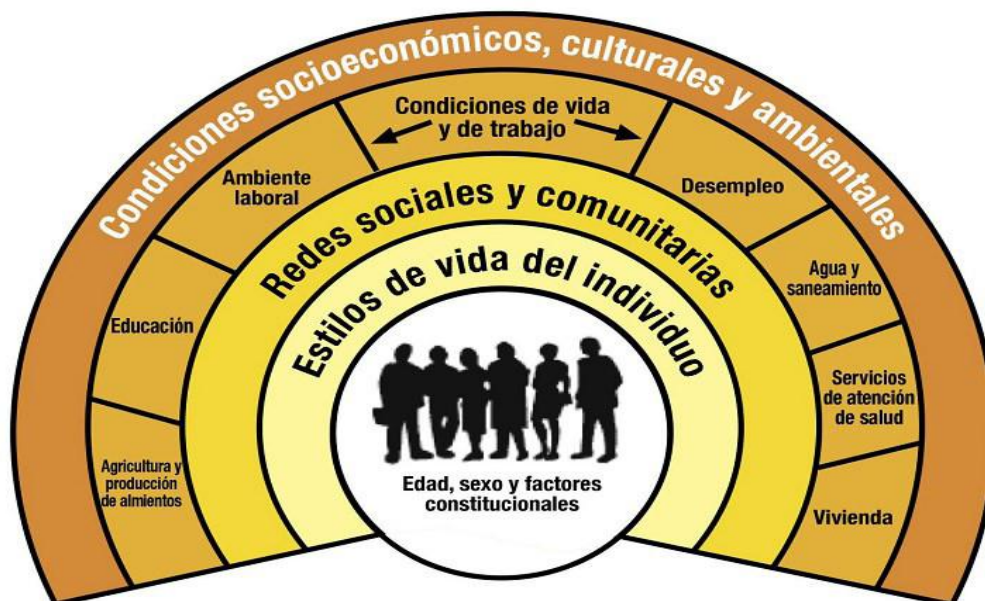 Condiciones socioeconómicos, culturales y ambientales
Condiciones de vida
y de trabajo
Ambiente
laboral
Desempleo
Educación
Agua y
saneamiento
Agricultura y
producción
de almientos
Servicios
de atención
de salud
Vivienda
Redes sociales y comunitarias
Estilos de vida del individuo
Edad, sexo y factores
constitucionales